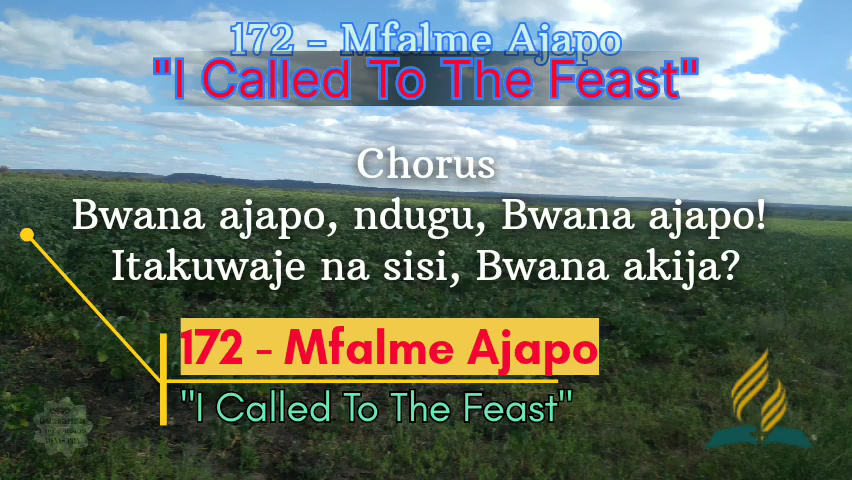 172 - Mfalme Ajapo
"I Called To The Feast"
Chorus
Bwana ajapo, ndugu, Bwana ajapo!
Itakuwaje na sisi, Bwana akija?
172 - Mfalme Ajapo
"I Called To The Feast"